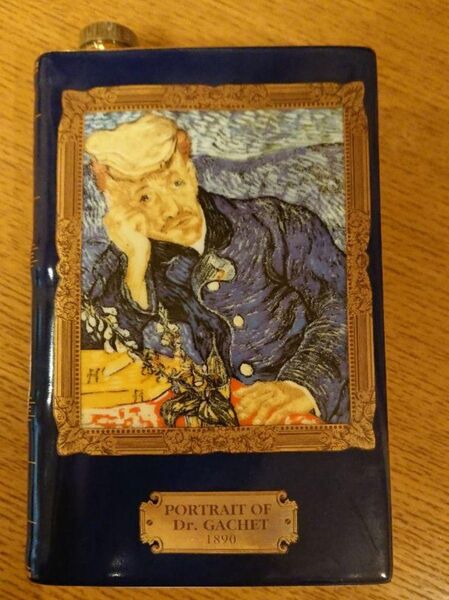 PORTRAIT OF
Dr. GACHET
1890